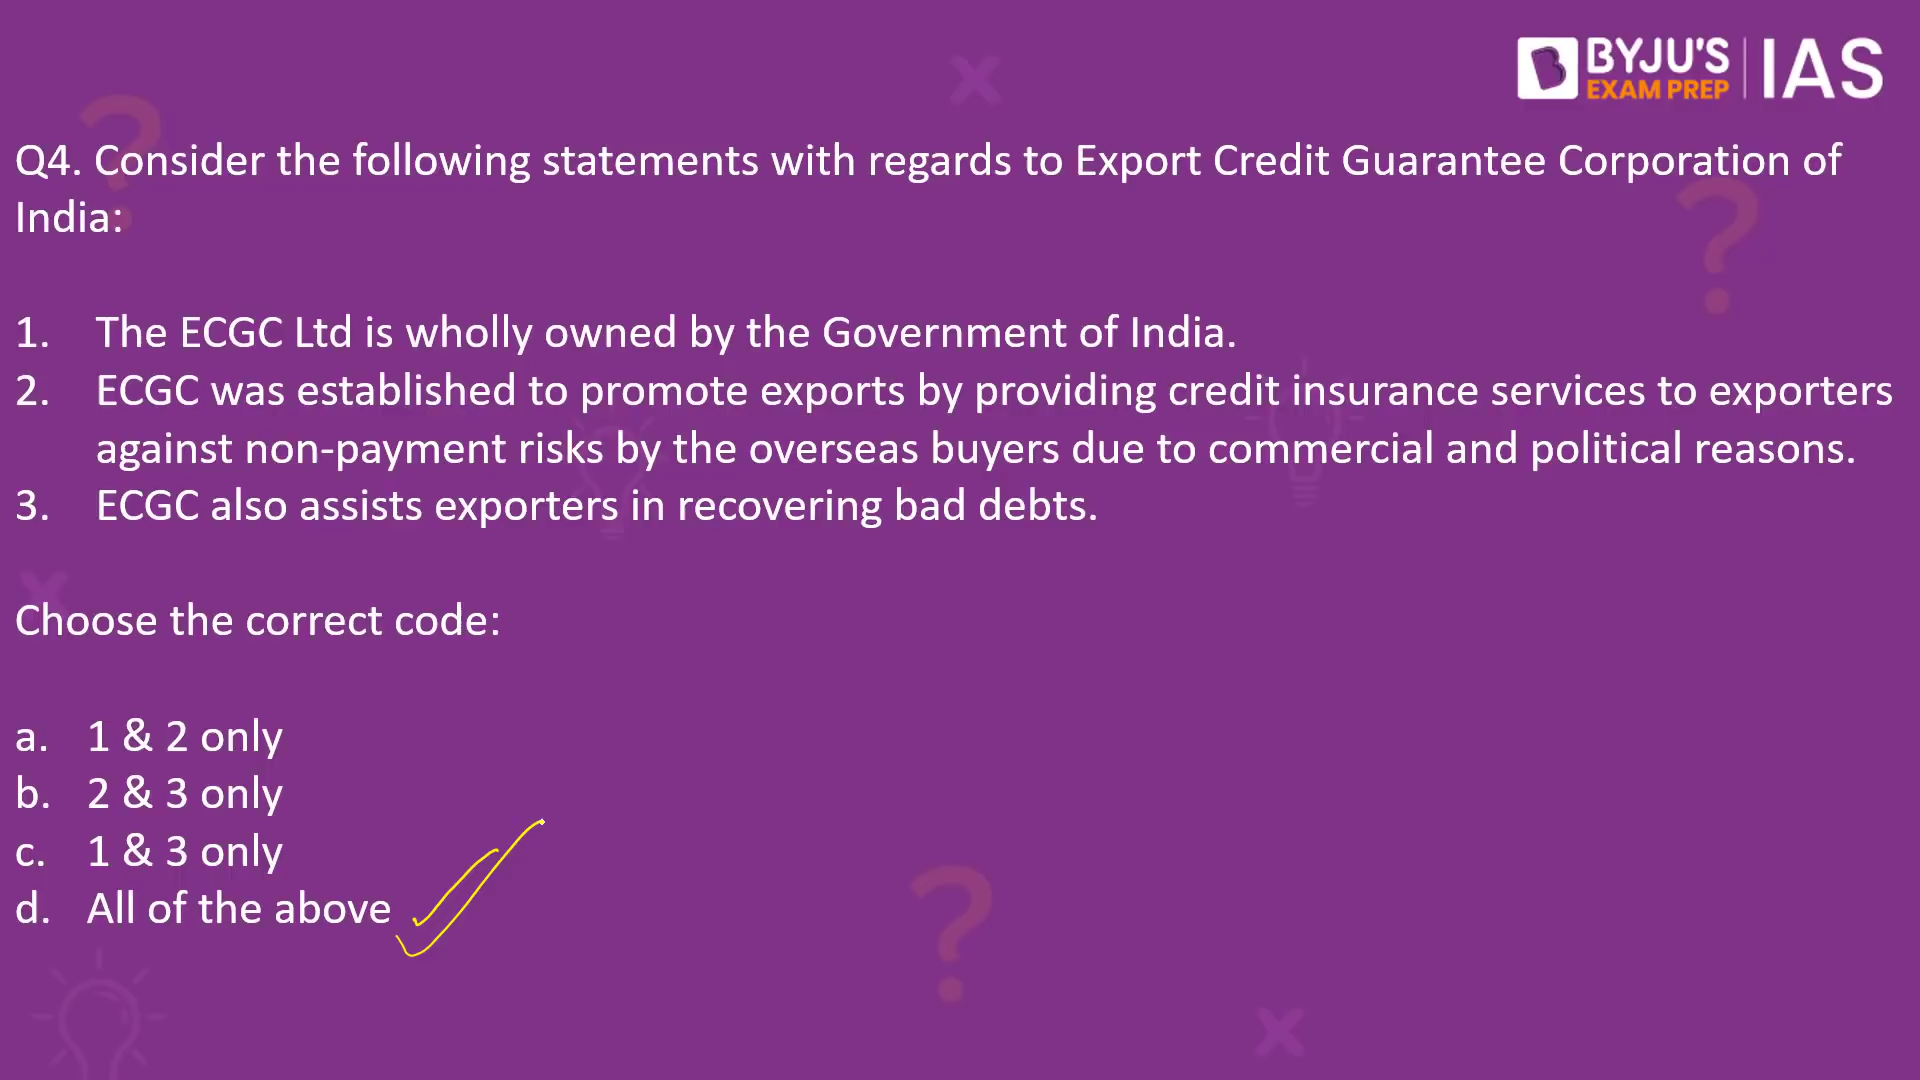 BYJU'S
EXAM PREP
IAS
Q4. Consider the following statements with regards to Export Credit Guarantee Corporation of
India:
1. The ECGC Ltd is wholly owned by the Government of India.
2. ECGC was established to promote exports by providing credit insurance services to exporters
against non-payment risks by the overseas buyers due to commercial and political reasons.
3. ECGC also assists exporters in recovering bad debts.
Choose the correct code:
a. 1 & 2 only
b. 2 & 3 only
c. 1 & 3 only
d. All of the above